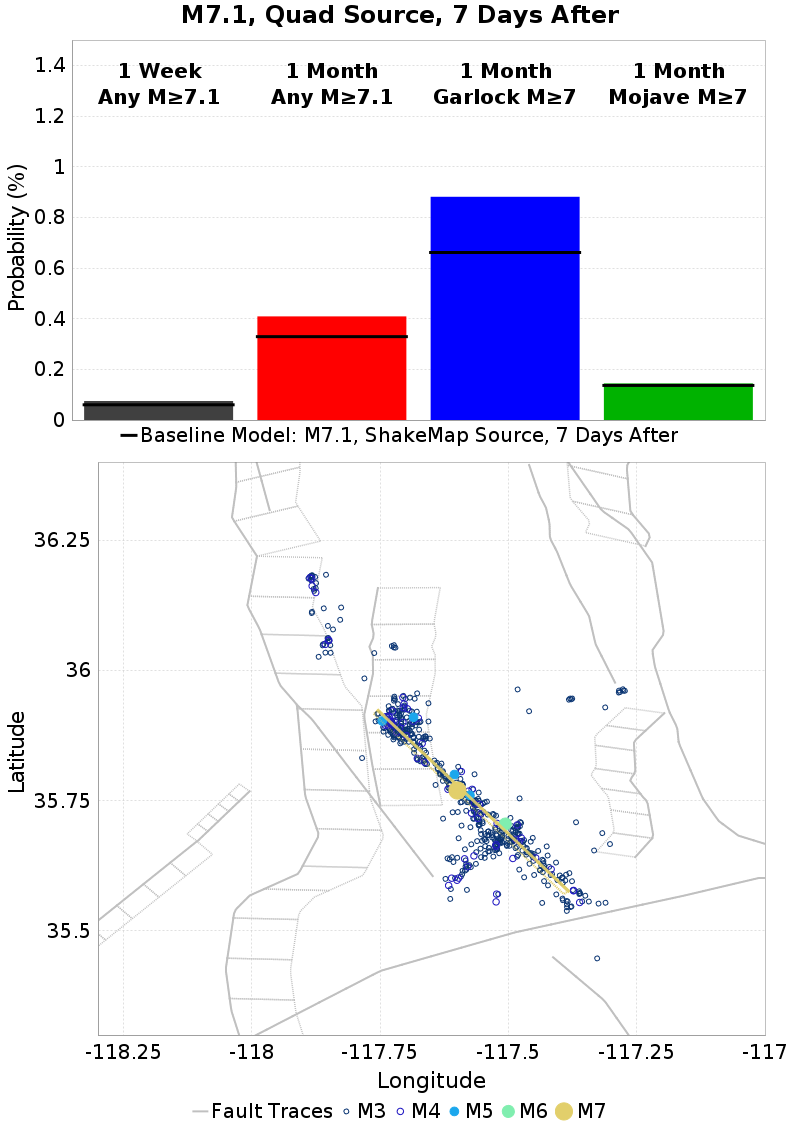 M7.1, Quad Source, 7 Days After
1.4
1.2
1
0.8
0.6
0.4
0.2
0
Probability (%)
1 Week
Any M≥7.1
1 Month
Any M≥7.1
1 Month
Garlock M≥7
1 Month
Mojave M≥7
Baseline Model: M7.1, ShakeMap Source, 7 Days After
36.25
36
35.75
35.5
Latitude
-118.25
-118
-117.75
-117.5
-117.25
-117
Longitude
Fault Traces
M3
M4
M5
M6
M7